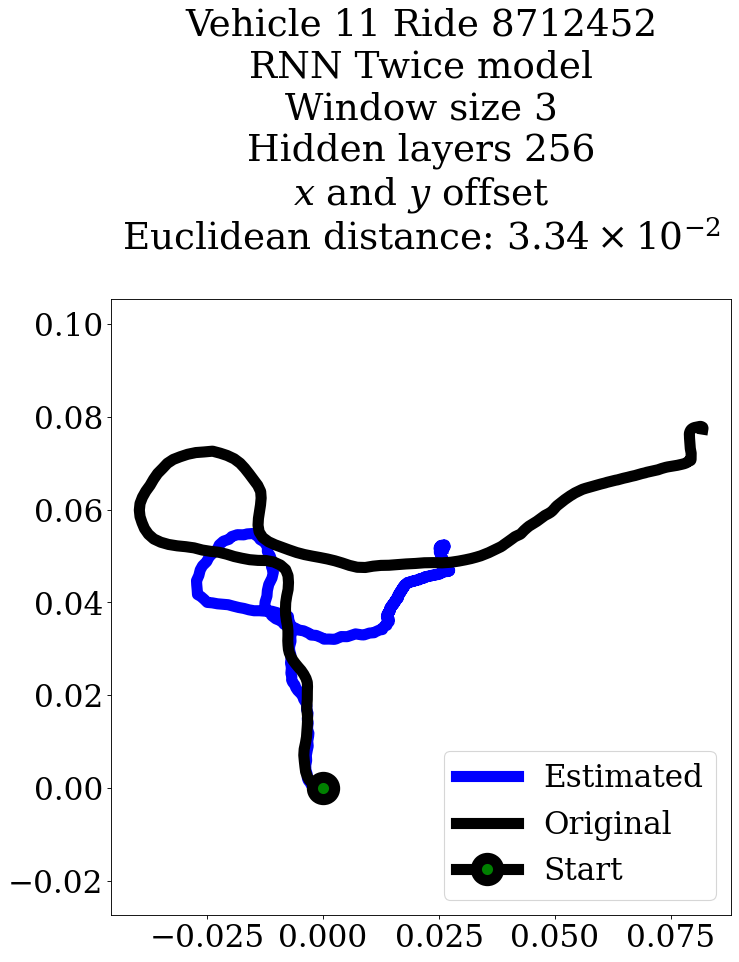 Vehicle 11 Ride 8712452
RNN Twice model
Window size 3
Hidden layers 256
x and y offset
Euclidean distance: 3.34 × 10⁻²
0.10
0.08
0.06
0.04
0.02
0.00
−0.02
Estimated
Original
Start
−0.025 0.000 0.025 0.050 0.075